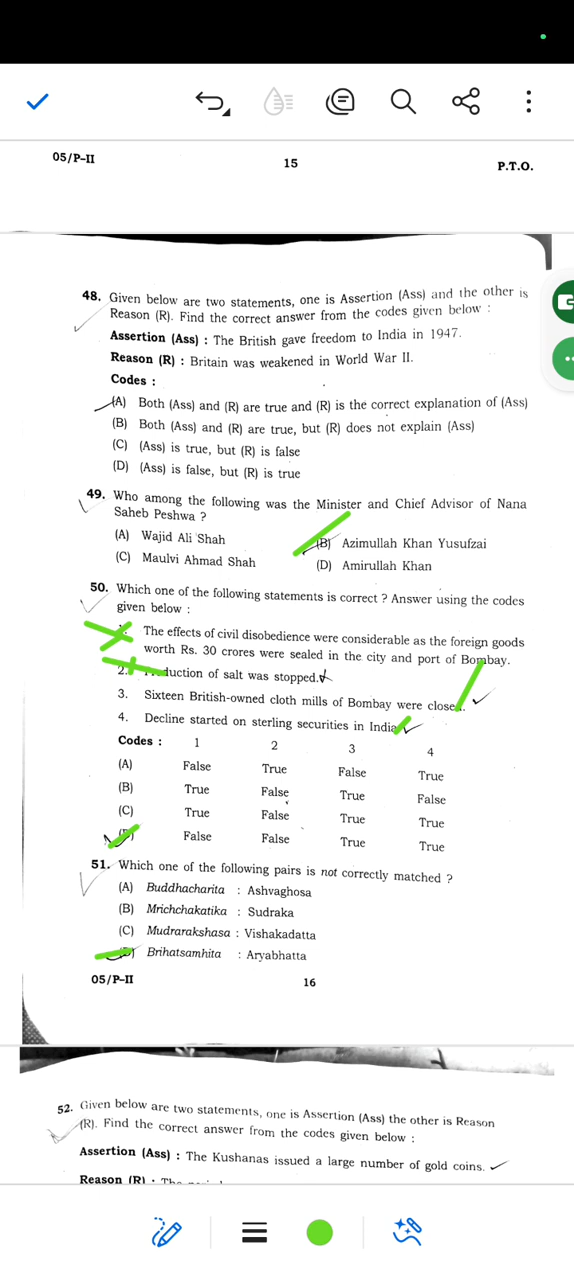 05/P-II
15
P.T.O.
48. Given below are two statements, one is Assertion (Ass) and the other is
Reason (R). Find the correct answer from the codes given below :
Assertion (Ass) : The British gave freedom to India in 1947.
Reason (R) : Britain was weakened in World War II.
Codes :
(A) Both (Ass) and (R) are true and (R) is the correct explanation of (Ass)
(B) Both (Ass) and (R) are true, but (R) does not explain (Ass)
(C) (Ass) is true, but (R) is false
(D) (Ass) is false, but (R) is true
49. Who among the following was the Minister and Chief Advisor of Nana
Saheb Peshwa ?
(A) Wajid Ali Shah
(B) Azimullah Khan Yusufzai
(C) Maulvi Ahmad Shah
(D) Amirullah Khan
50. Which one of the following statements is correct ? Answer using the codes
given below :
The effects of civil disobedience were considerable as the foreign goods
worth Rs. 30 crores were sealed in the city and port of Bombay.
2. of salt was stopped.
3. Sixteen British-owned cloth mills of Bombay were
4. Decline started on sterling securities in India
Codes : 1 2 3 4
(A) False True False True
(B) True False True False
(C) True False True True
False False True True
51. Which one of the following pairs is not correctly matched ?
(A) Buddhacharita : Ashvaghosa
(B) Mrichchakatika : Sudraka
(C) Mudrarakshasa : Vishakadatta
Brihatsamhita : Aryabhatta
05/P-II
16
52. Given below are two statements, one is Assertion (Ass) the other is Reason
(R). Find the correct answer from the codes given below :
Assertion (Ass) : The Kushanas issued a large number of gold coins.
Reason (R) :